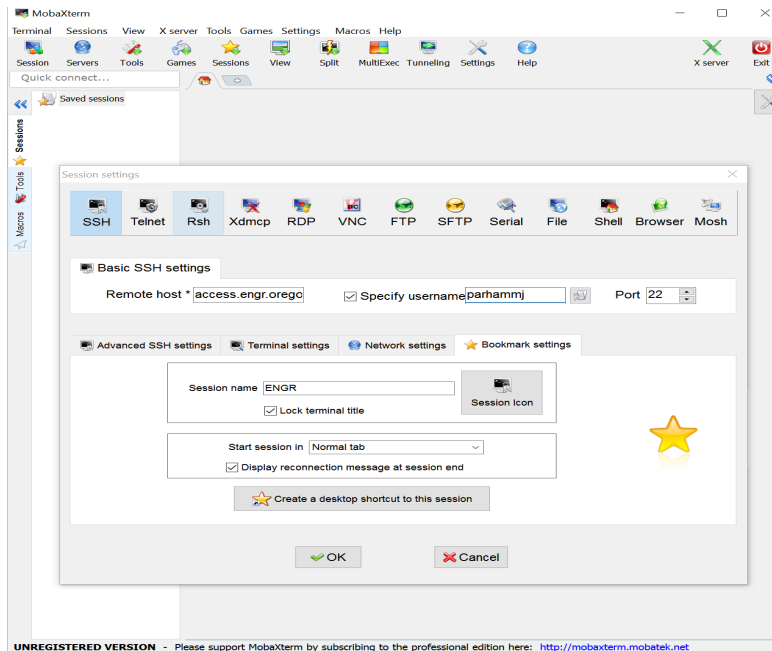 MobaXterm
Terminal Sessions View X server Tools Games Settings Macros Help
Session Servers Tools Games Sessions View Split MultiExec Tunneling Settings Help X server Exit
Quick connect...
Saved sessions
Sessions
Tools
Macros
Session settings
SSH Telnet Rsh Xdmcp RDP VNC FTP SFTP Serial File Shell Browser Mosh
Basic SSH settings
Remote host * access.engr.orego Specify username parhammj Port 22
Advanced SSH settings Terminal settings Network settings Bookmark settings
Session name ENGR
Session Icon
Lock terminal title
Start session in Normal tab
Display reconnection message at session end
Create a desktop shortcut to this session
OK Cancel
UNREGISTERED VERSION - Please support MobaXterm by subscribing to the professional edition here: http://mobaxterm.mobatek.net